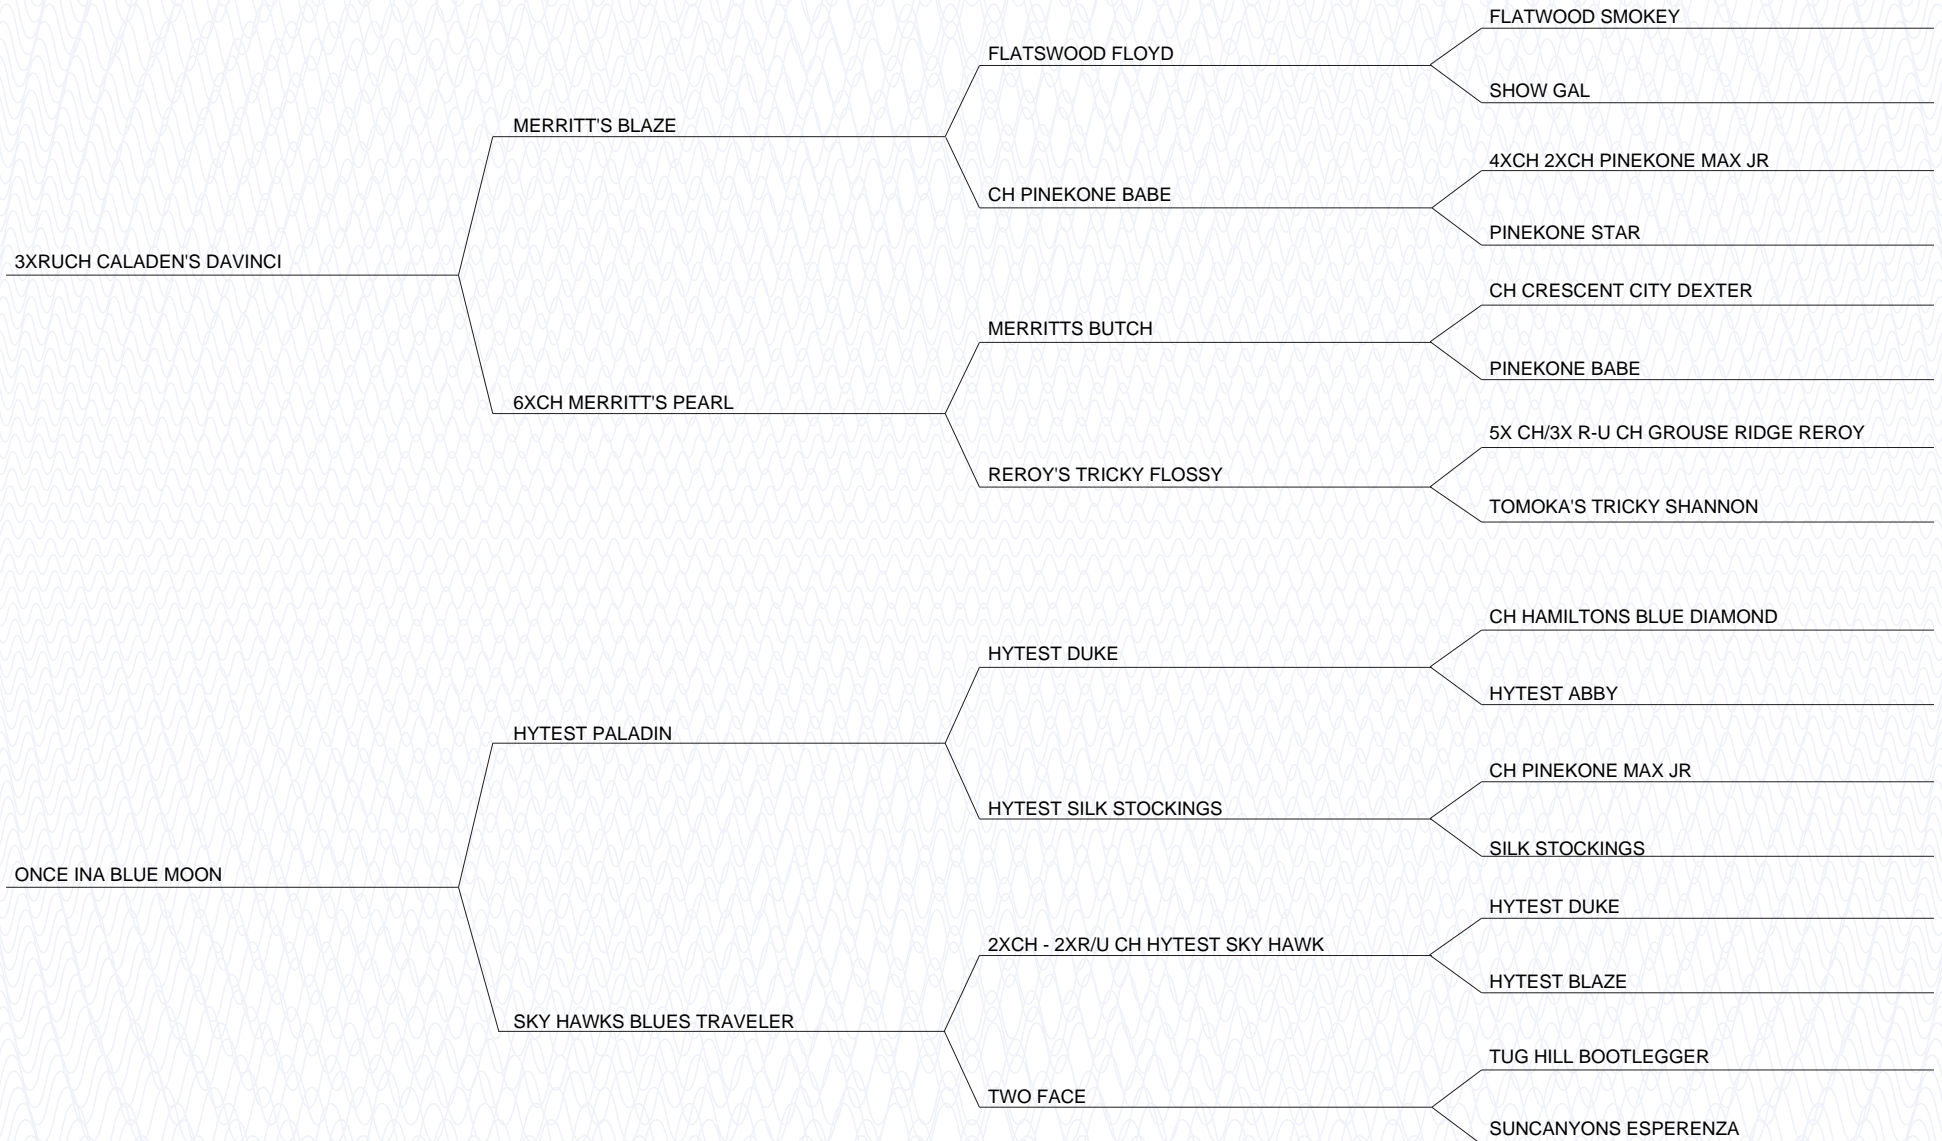 FLATWOOD SMOKEY
FLATSWOOD FLOYD
SHOW GAL
MERRITT'S BLAZE
4XCH 2XCH PINEKONE MAX JR
CH PINEKONE BABE
PINEKONE STAR
3XRUCH CALADEN'S DAVINCI
CH CRESCENT CITY DEXTER
MERRITTS BUTCH
PINEKONE BABE
6XCH MERRITT'S PEARL
5X CH/3X R-U CH GROUSE RIDGE REROY
REROY'S TRICKY FLOSSY
TOMOKA'S TRICKY SHANNON
CH HAMILTONS BLUE DIAMOND
HYTEST DUKE
HYTEST ABBY
HYTEST PALADIN
CH PINEKONE MAX JR
HYTEST SILK STOCKINGS
SILK STOCKINGS
ONCE INA BLUE MOON
HYTEST DUKE
2XCH - 2XR/U CH HYTEST SKY HAWK
HYTEST BLAZE
SKY HAWKS BLUES TRAVELER
TUG HILL BOOTLEGGER
TWO FACE
SUNCANYONS ESPERENZA